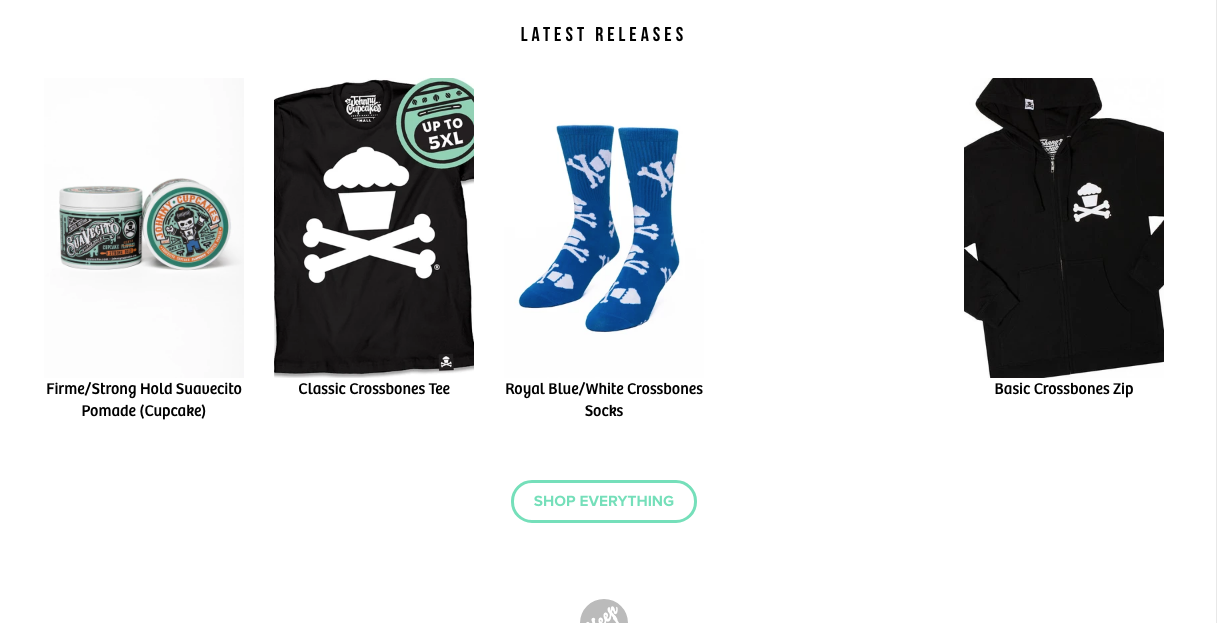 LATEST RELEASES
Johnny
Cupcakes
UP TO
5XL
®
JOHNNY CUPCAKES
SUAVECITO
Firme/Strong Hold Suavecito
Pomade (Cupcake)
Classic Crossbones Tee
Royal Blue/White Crossbones
Socks
Basic Crossbones Zip
SHOP EVERYTHING